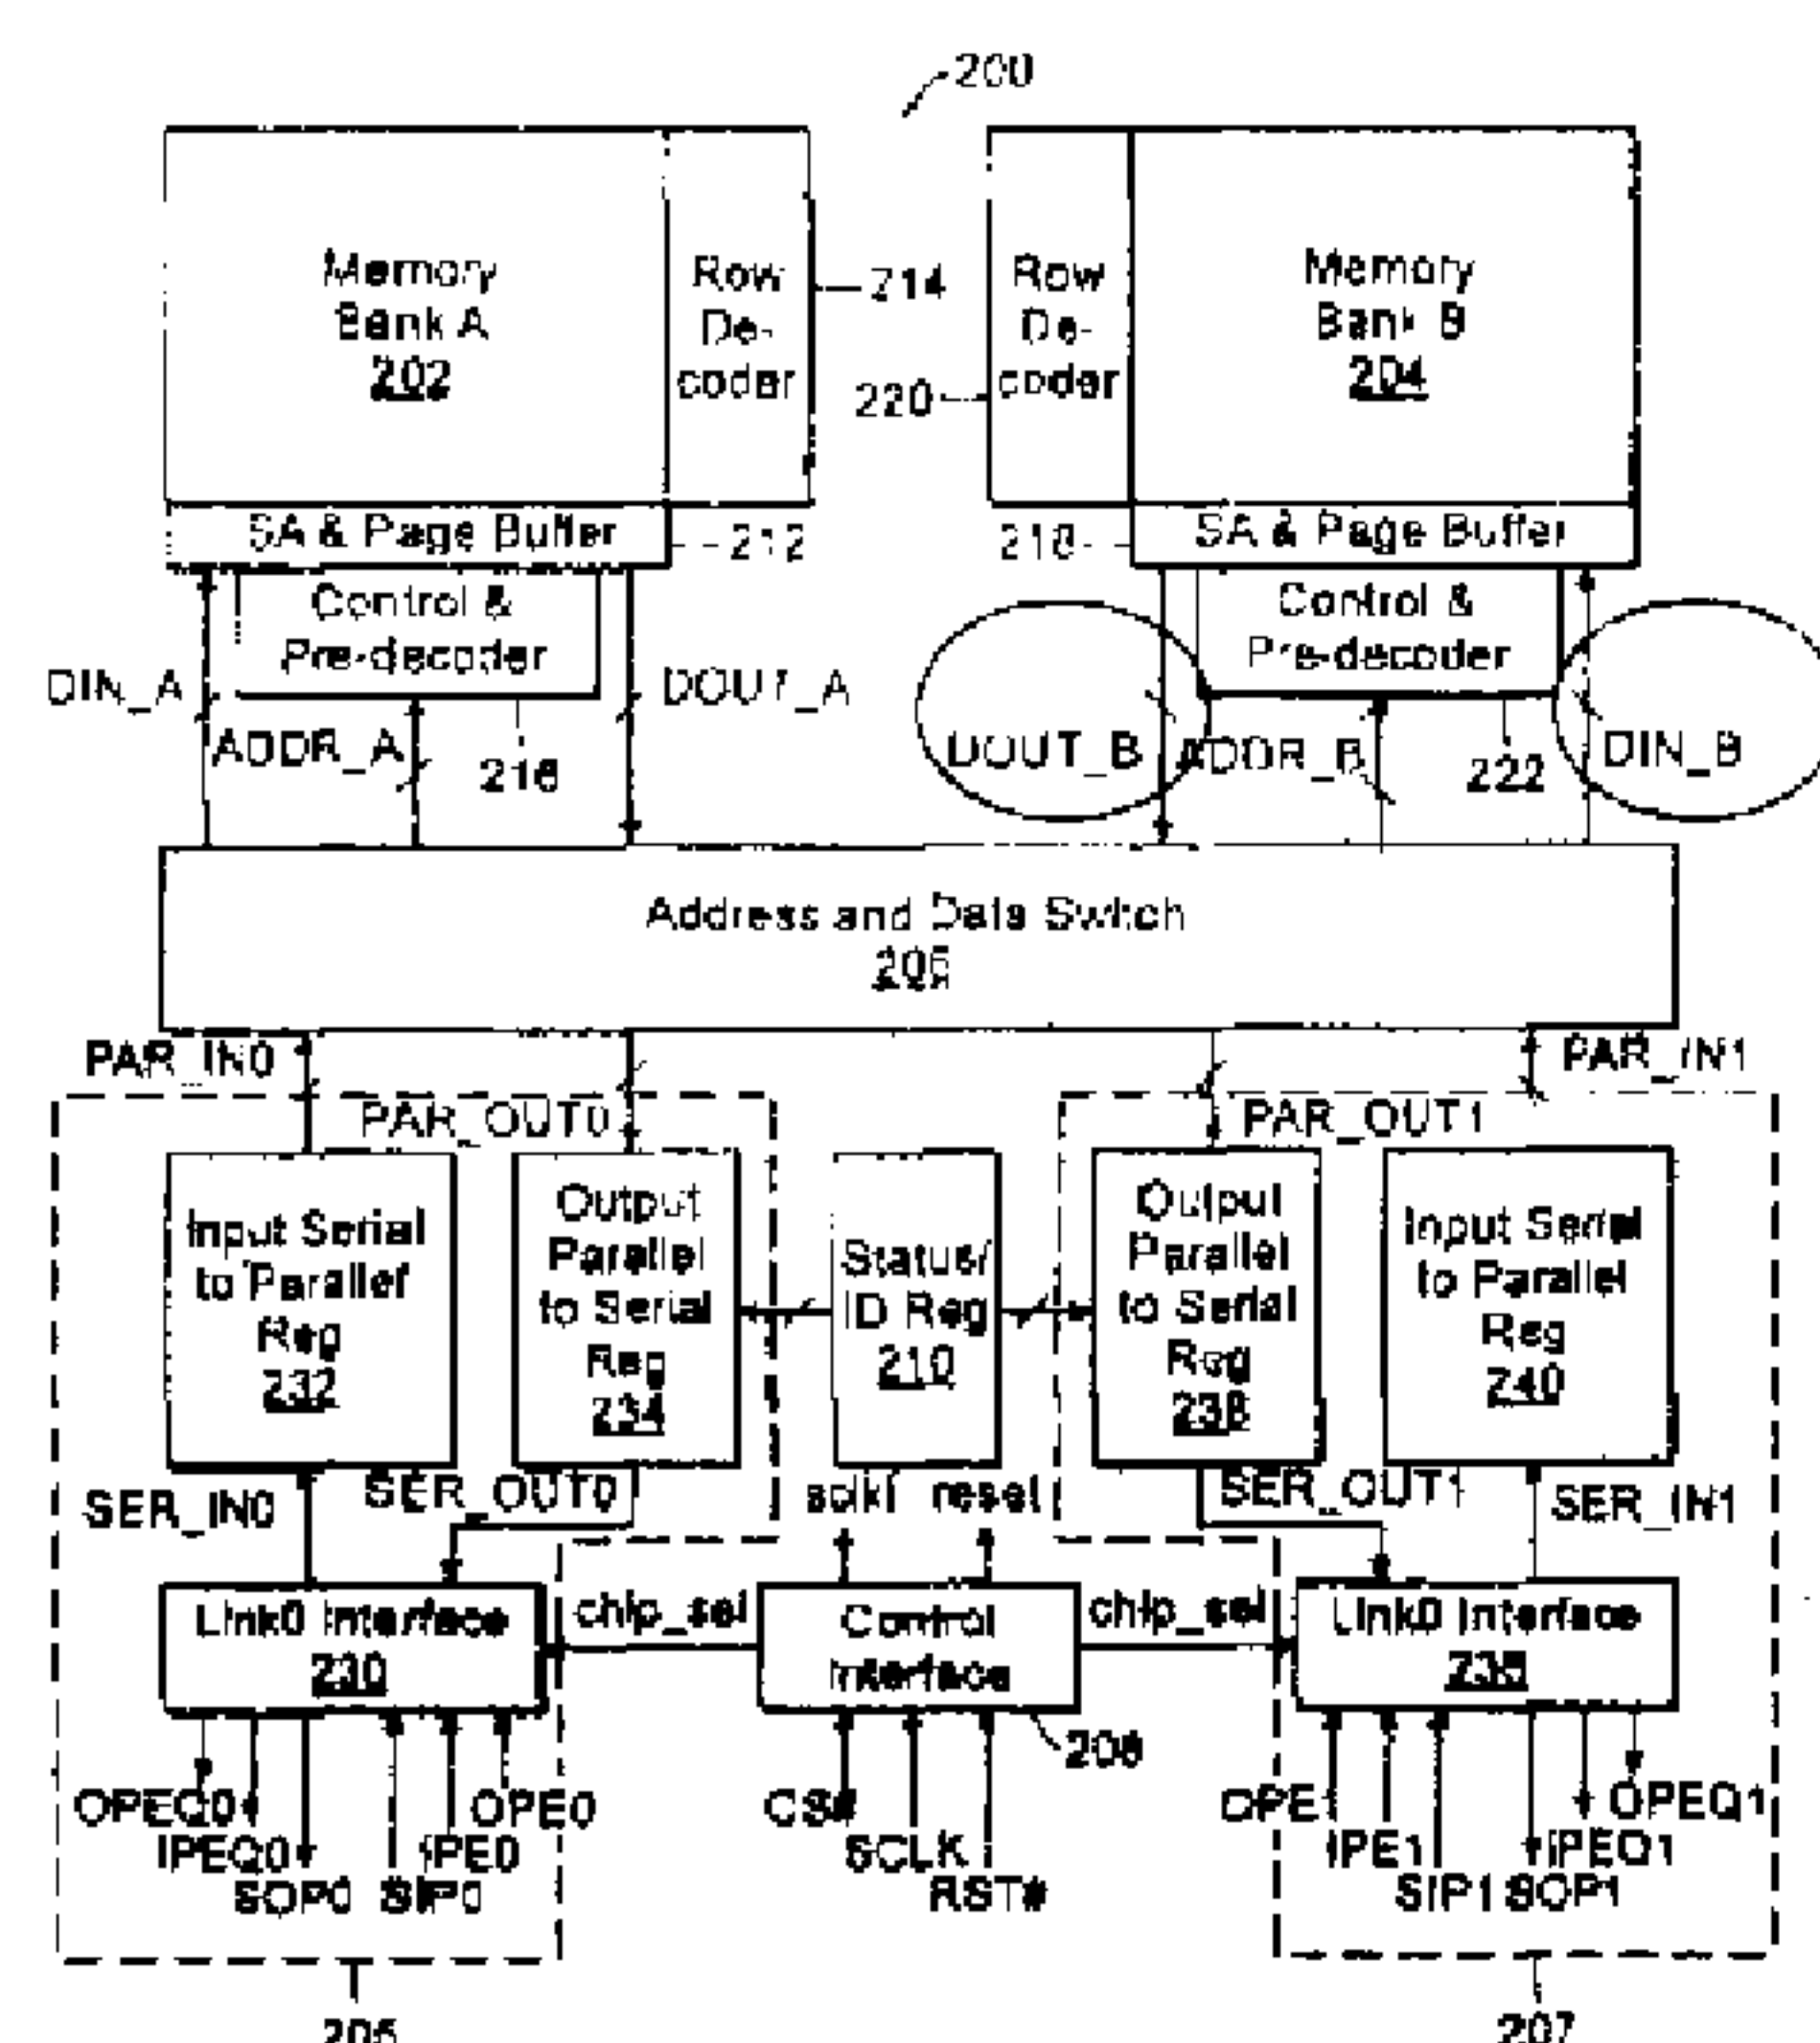 200
Memory
Bank A
202
Row
De-
coder
214
220
Row
De-
coder
Memory
Bank B
204
SA & Page Buffer
212
218
SA & Page Buffer
Control &
Pre-decoder
Control &
Pre-decoder
DIN_A
ADDR_A
216
DOUT_A
DOUT_B
ADDR_B
222
DIN_B
Address and Data Switch
206
PAR_IN0
PAR_OUT0
PAR_OUT1
PAR_IN1
Input Serial
to Parallel
Reg
232
Output
Parallel
to Serial
Reg
234
Status/
ID Reg
210
Output
Parallel
to Serial
Reg
238
Input Serial
to Parallel
Reg
240
SER_IN0
SER_OUT0
sclki
reset
SER_OUT1
SER_IN1
Link0 Interface
230
chip_sel
Control
Interface
208
chip_sel
Link0 Interface
OPEQ0
IPEQ0
SOP0
SIP0
IPE0
OPE0
CS#
SCLK
RST#
IPE1
SIP1
SOP1
IPEQ1
OPEQ1
205
207